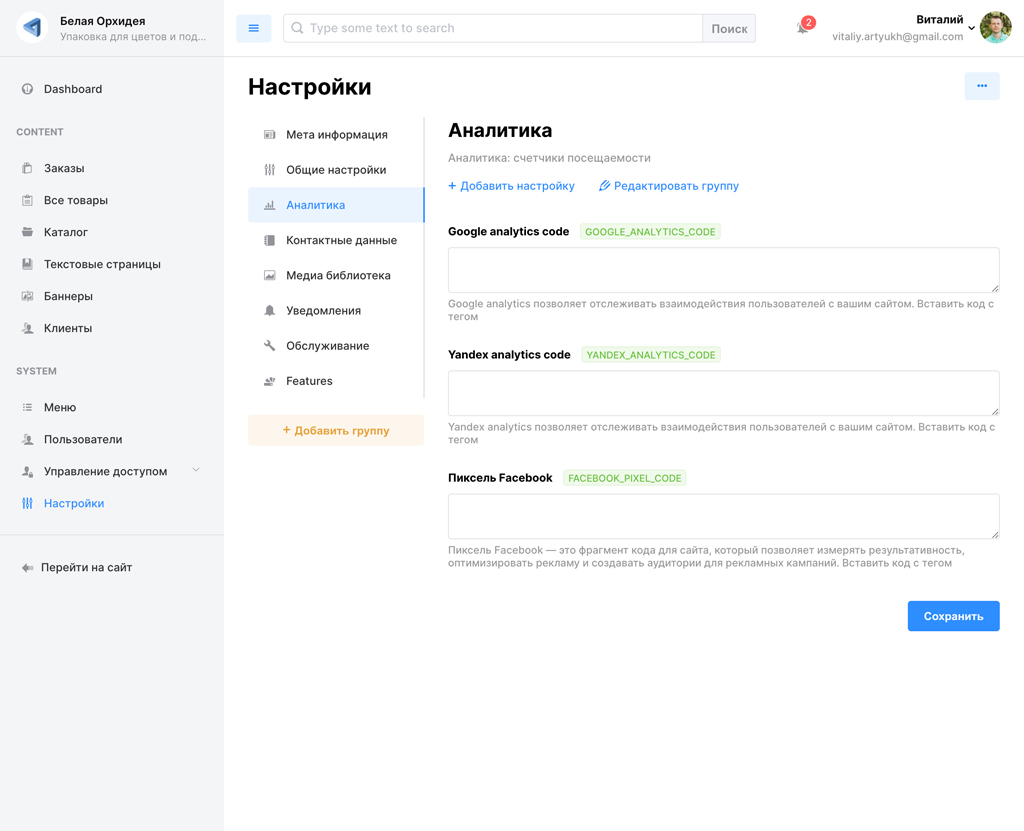 Белая Орхидея
Упаковка для цветов и под...
Type some text to search
Поиск
2
Виталий
vitaliy.artyukh@gmail.com
Dashboard
CONTENT
Заказы
Все товары
Каталог
Текстовые страницы
Баннеры
Клиенты
SYSTEM
Меню
Пользователи
Управление доступом
Настройки
Перейти на сайт
Настройки
Мета информация
Общие настройки
Аналитика
Контактные данные
Медиа библиотека
Уведомления
Обслуживание
Features
+ Добавить группу
Аналитика
Аналитика: счетчики посещаемости
+ Добавить настройку
Редактировать группу
Google analytics code GOOGLE_ANALYTICS_CODE
Google analytics позволяет отслеживать взаимодействия пользователей с вашим сайтом. Вставить код с
тегом
Yandex analytics code YANDEX_ANALYTICS_CODE
Yandex analytics позволяет отслеживать взаимодействия пользователей с вашим сайтом. Вставить код с
тегом
Пиксель Facebook FACEBOOK_PIXEL_CODE
Пиксель Facebook — это фрагмент кода для сайта, который позволяет измерять результативность,
оптимизировать рекламу и создавать аудитории для рекламных кампаний. Вставить код с тегом
Сохранить